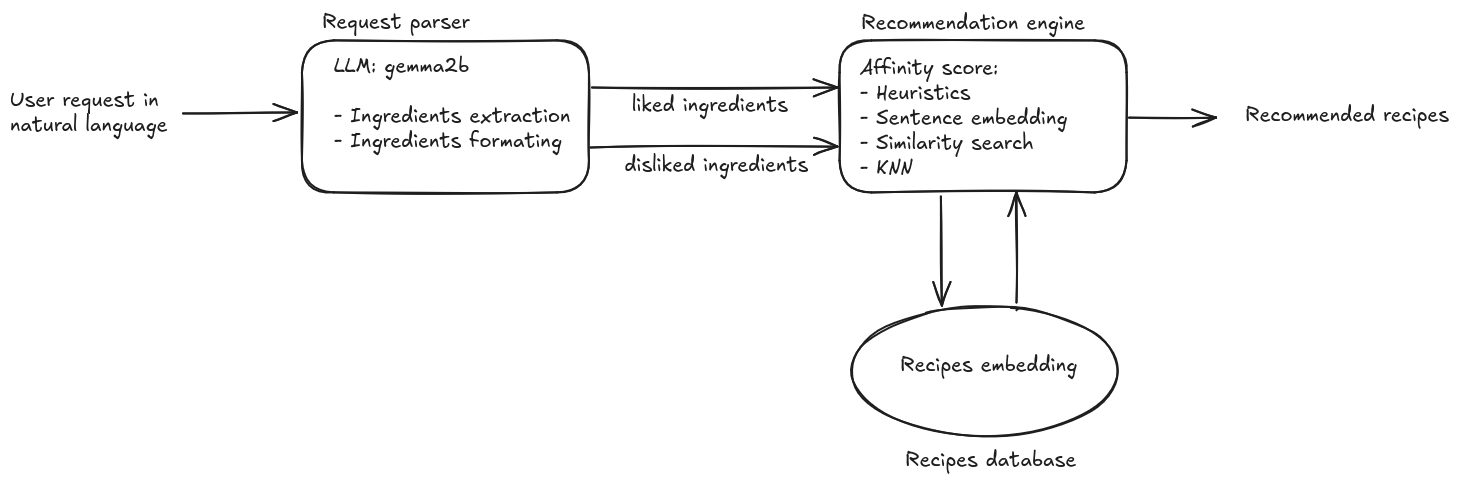 Request parser
Recommendation engine
LLM: gemma2b
- Ingredients extraction
- Ingredients formating
User request in
natural language
liked ingredients
disliked ingredients
Affinity score:
- Heuristics
- Sentence embedding
- Similarity search
- KNN
Recommended recipes
Recipes embedding
Recipes database